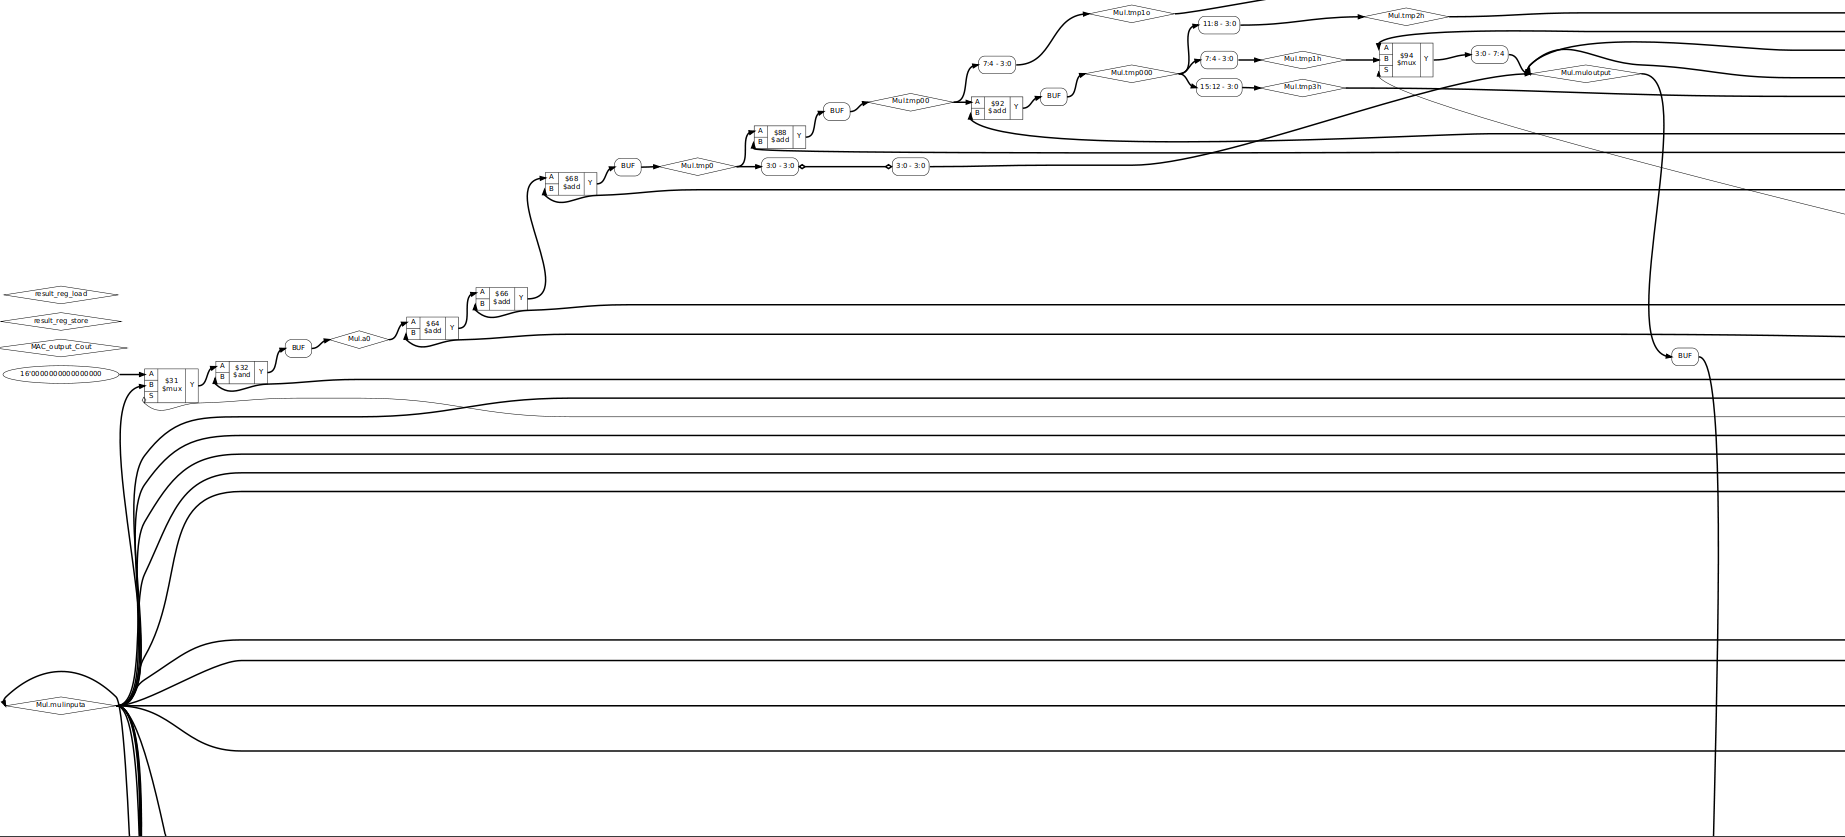 Mul.tmp1o
11:8 - 3:0
Mul.tmp2h
7:4 - 3:0
Mul.tmp000
7:4 - 3:0
Mul.tmp1h
A
B
S
$94
$mux
Y
3:0 - 7:4
Mul.muloutput
15:12 - 3:0
Mul.tmp3h
BUF
Mul.tmp00
A
B
$92
$add
Y
BUF
A
B
$88
$add
Y
BUF
Mul.tmp0
3:0 - 3:0
3:0 - 3:0
A
B
$68
$add
Y
A
B
$66
$add
Y
result_reg_load
result_reg_store
MAC_output_Cout
16'0000000000000000
A
B
S
$31
$mux
Y
A
B
$32
$and
Y
BUF
Mul.a0
A
B
$64
$add
Y
BUF
Mul.mulinputa